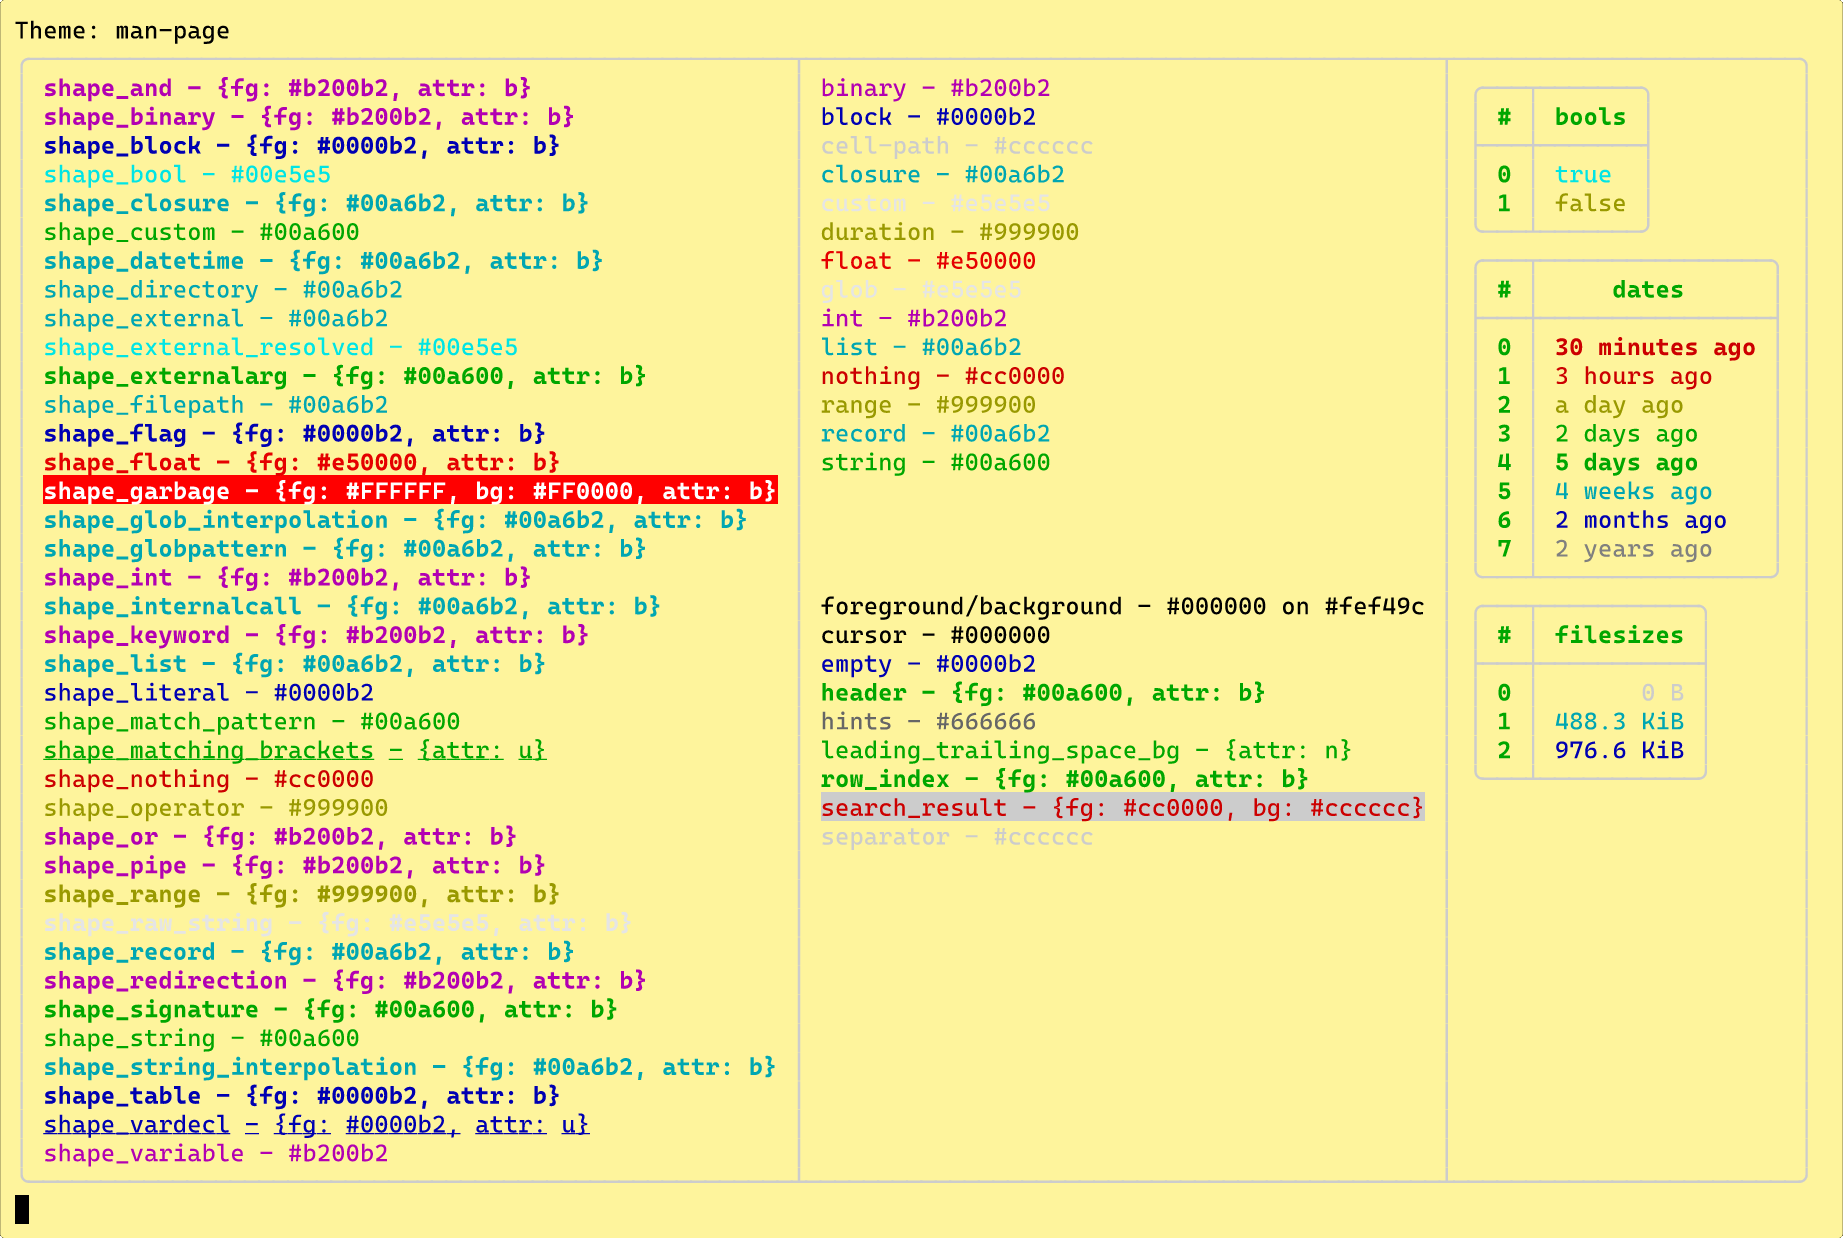 Theme: man-page
shape_and - {fg: #b200b2, attr: b}
shape_binary - {fg: #b200b2, attr: b}
shape_block - {fg: #0000b2, attr: b}
shape_bool - #00e5e5
shape_closure - {fg: #00a6b2, attr: b}
shape_custom - #00a600
shape_datetime - {fg: #00a6b2, attr: b}
shape_directory - #00a6b2
shape_external - #00a6b2
shape_external_resolved - #00e5e5
shape_externalarg - {fg: #00a600, attr: b}
shape_filepath - #00a6b2
shape_flag - {fg: #0000b2, attr: b}
shape_float - {fg: #e50000, attr: b}
shape_garbage - {fg: #FFFFFF, bg: #FF0000, attr: b}
shape_glob_interpolation - {fg: #00a6b2, attr: b}
shape_globpattern - {fg: #00a6b2, attr: b}
shape_int - {fg: #b200b2, attr: b}
shape_internalcall - {fg: #00a6b2, attr: b}
shape_keyword - {fg: #b200b2, attr: b}
shape_list - {fg: #00a6b2, attr: b}
shape_literal - #0000b2
shape_match_pattern - #00a600
shape_matching_brackets - {attr: u}
shape_nothing - #cc0000
shape_operator - #999900
shape_or - {fg: #b200b2, attr: b}
shape_pipe - {fg: #b200b2, attr: b}
shape_range - {fg: #999900, attr: b}
shape_raw_string - {fg: #e5e5e5, attr: b}
shape_record - {fg: #00a6b2, attr: b}
shape_redirection - {fg: #b200b2, attr: b}
shape_signature - {fg: #00a600, attr: b}
shape_string - #00a600
shape_string_interpolation - {fg: #00a6b2, attr: b}
shape_table - {fg: #0000b2, attr: b}
shape_vardecl - {fg: #0000b2, attr: u}
shape_variable - #b200b2
binary - #b200b2
block - #0000b2
cell-path - #cccccc
closure - #00a6b2
custom - #e5e5e5
duration - #999900
float - #e50000
glob - #e5e5e5
int - #b200b2
list - #00a6b2
nothing - #cc0000
range - #999900
record - #00a6b2
string - #00a600
foreground/background - #000000 on #fef49c
cursor - #000000
empty - #0000b2
header - {fg: #00a600, attr: b}
hints - #666666
leading_trailing_space_bg - {attr: n}
row_index - {fg: #00a600, attr: b}
search_result - {fg: #cc0000, bg: #cccccc}
separator - #cccccc
# bools
0 true
1 false
# dates
0 30 minutes ago
1 3 hours ago
2 a day ago
3 2 days ago
4 5 days ago
5 4 weeks ago
6 2 months ago
7 2 years ago
# filesizes
0 0 B
1 488.3 KiB
2 976.6 KiB